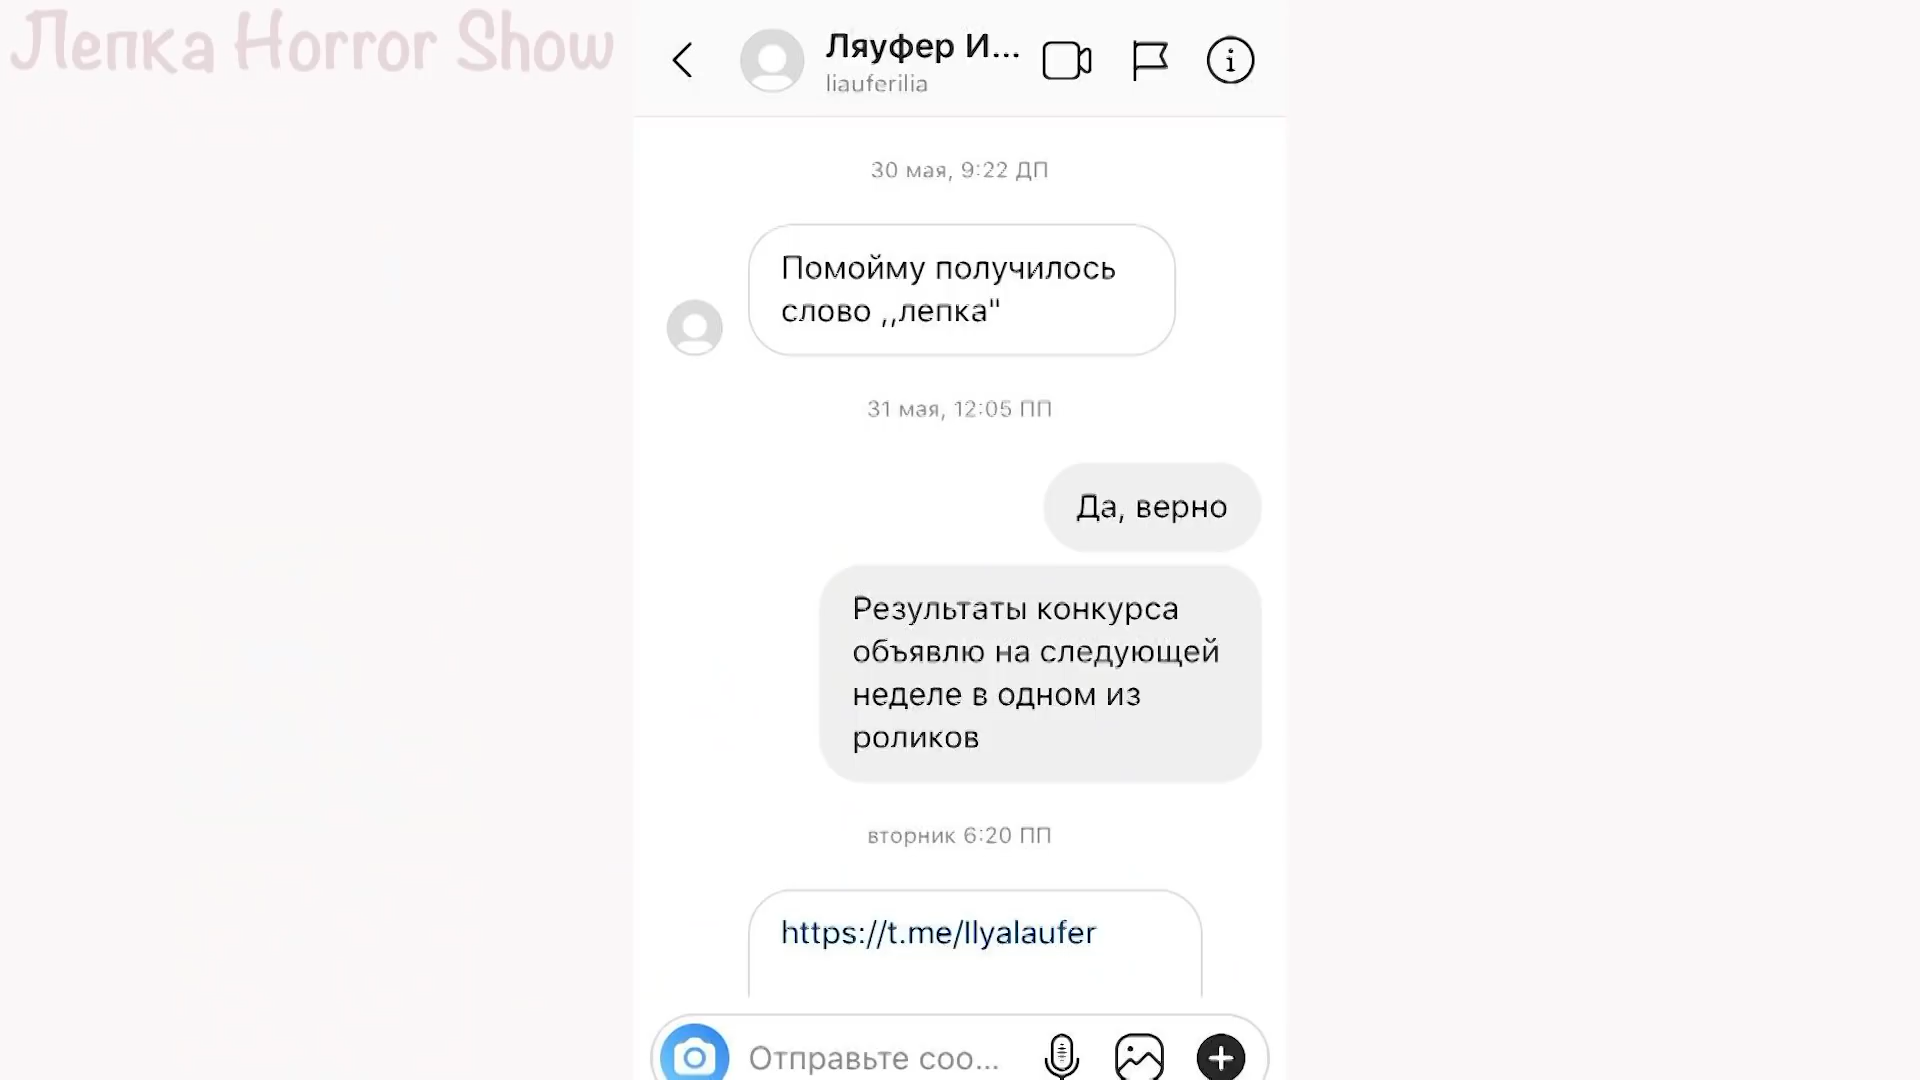 Лепка Horror Show
Ляуфер И...
liauferilia
30 мая, 9:22 ДП
Помойму получилось
слово ,,лепка"
31 мая, 12:05 ПП
Да, верно
Результаты конкурса
объявлю на следующей
неделе в одном из
роликов
вторник 6:20 ПП
https://t.me/Ilyalaufer
Отправьте соо...